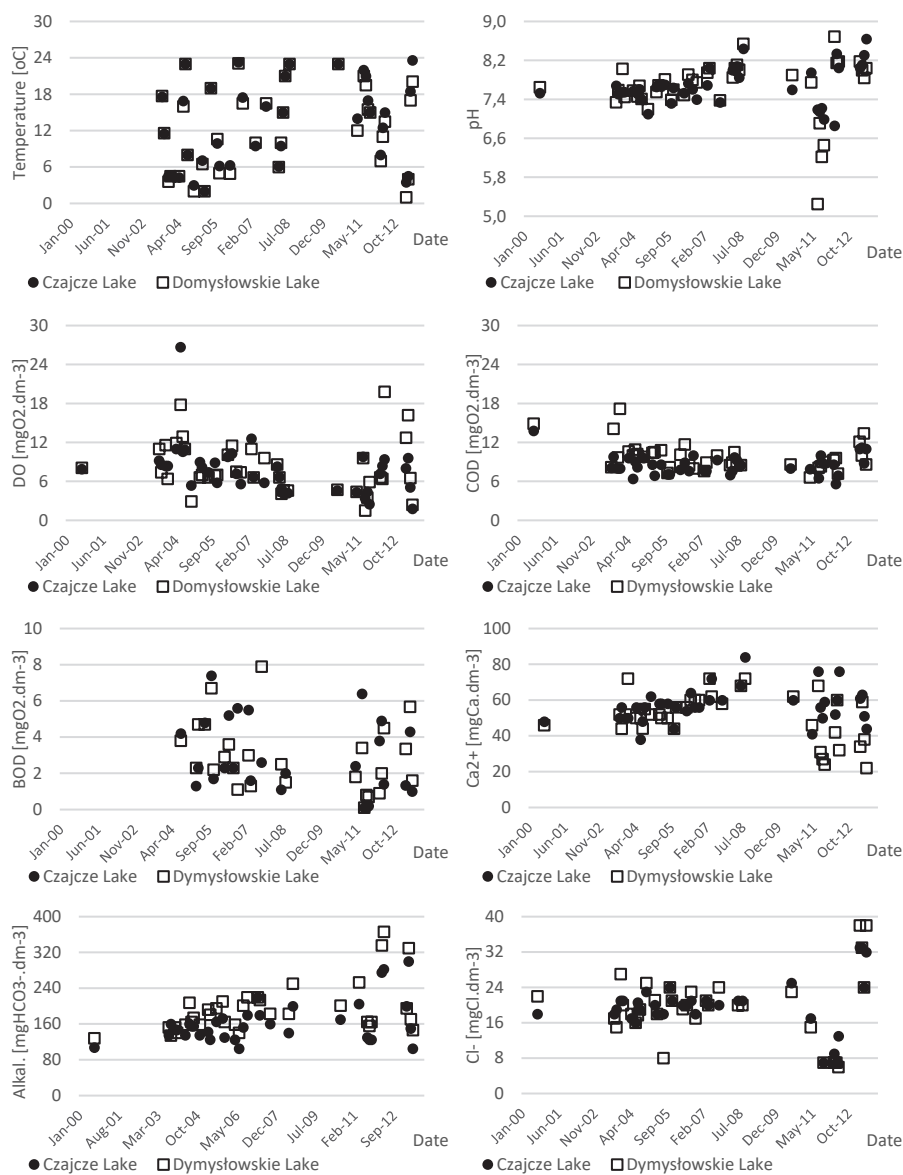 30
24
18
12
6
0
Temperature [oC]
Jan-00
Jun-01
Nov-02
Apr-04
Sep-05
Feb-07
Jul-08
Dec-09
May-11
Oct-12
Date
Czajcze Lake
Domysłowskie Lake
9,0
8,2
7,4
6,6
5,8
5,0
pH
Jan-00
Jun-01
Nov-02
Apr-04
Sep-05
Feb-07
Jul-08
Dec-09
May-11
Oct-12
Date
Czajcze Lake
Domysłowskie Lake
30
24
18
12
6
0
DO [mgO2.dm-3]
Jan-00
Jun-01
Nov-02
Apr-04
Sep-05
Feb-07
Jul-08
Dec-09
May-11
Oct-12
Date
Czajcze Lake
Domysłowskie Lake
30
24
18
12
6
0
COD [mgO2.dm-3]
Jan-00
Jun-01
Nov-02
Apr-04
Sep-05
Feb-07
Jul-08
Dec-09
May-11
Oct-12
Date
Czajcze Lake
Dymysłowskie Lake
10
8
6
4
2
0
BOD [mgO2.dm-3]
Jan-00
Jun-01
Nov-02
Apr-04
Sep-05
Feb-07
Jul-08
Dec-09
May-11
Oct-12
Date
Czajcze Lake
Dymysłowskie Lake
100
80
60
40
20
0
Ca2+ [mgCa.dm-3]
Jan-00
Jun-01
Nov-02
Apr-04
Sep-05
Feb-07
Jul-08
Dec-09
May-11
Oct-12
Date
Czajcze Lake
Dymysłowskie Lake
400
320
240
160
80
0
Alkal. [mgHCO3-.dm-3]
Jan-00
Aug-01
Mar-03
Oct-04
May-06
Dec-07
Jul-09
Feb-11
Sep-12
Date
Czajcze Lake
Dymysłowskie Lake
40
32
24
16
8
0
Cl- [mgCl.dm-3]
Jan-00
Jun-01
Nov-02
Apr-04
Sep-05
Feb-07
Jul-08
Dec-09
May-11
Oct-12
Date
Czajcze Lake
Dymysłowskie Lake